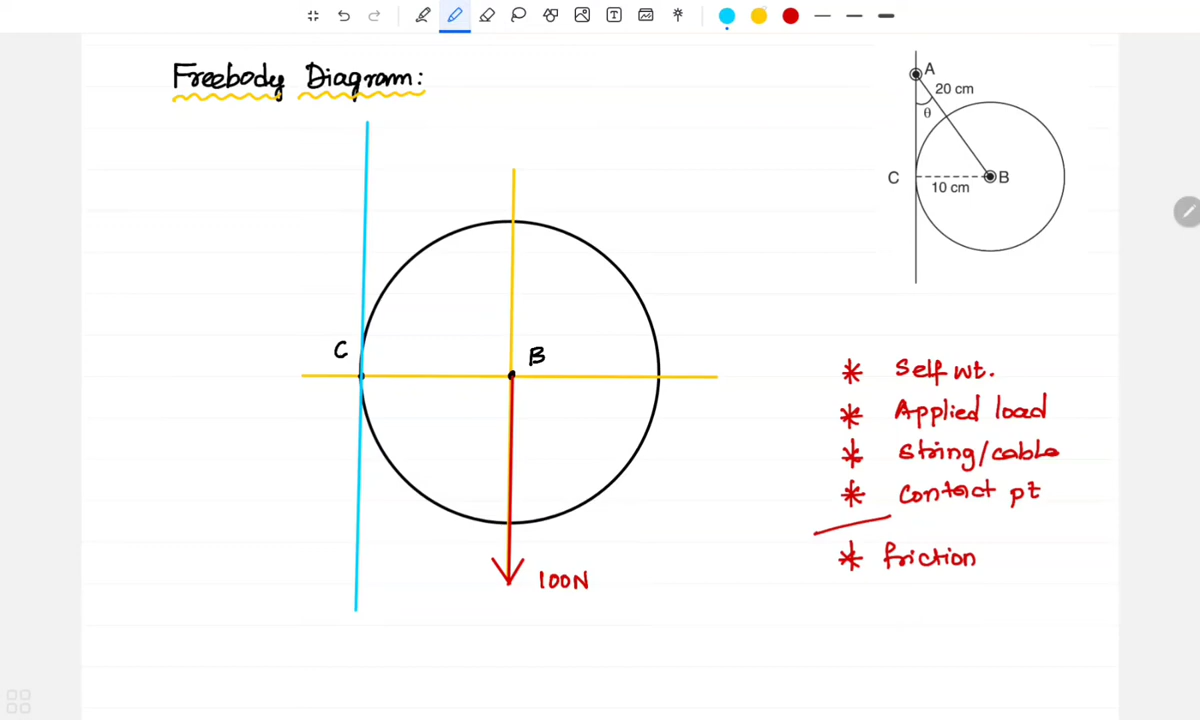 Freebody Diagram:
A
20 cm
θ
C
B
10 cm
C
B
* Self wt.
* Applied load
* String/cable
* Contact pt
* friction
100N